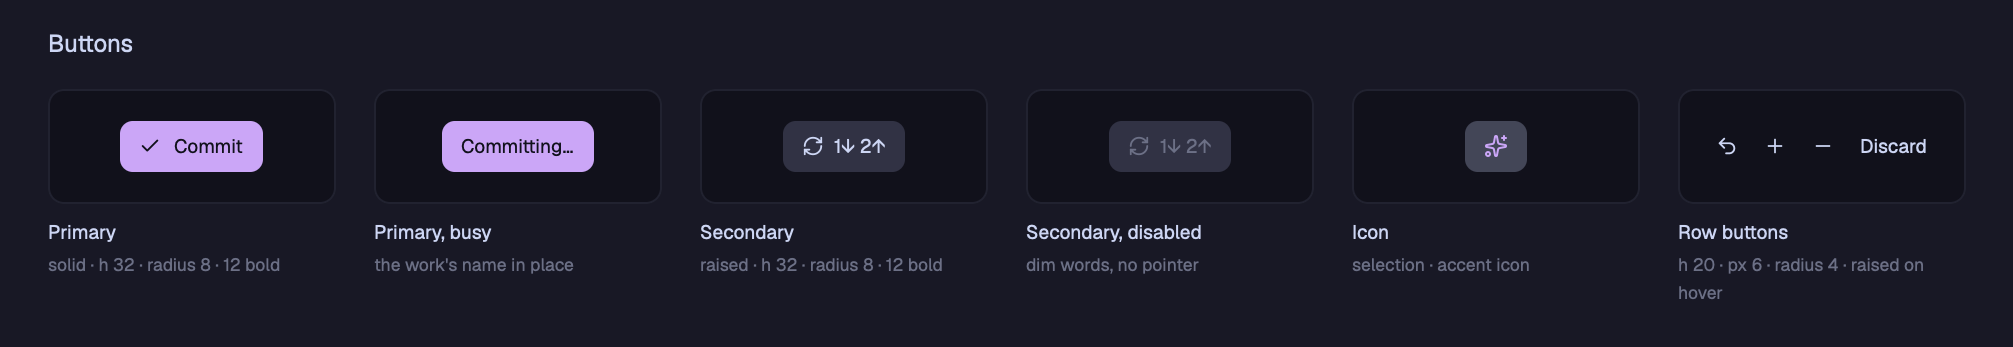 Buttons
Commit
Committing...
1↓ 2↑
1↓ 2↑
Discard
Primary
Primary, busy
Secondary
Secondary, disabled
Icon
Row buttons
solid · h 32 · radius 8 · 12 bold
the work's name in place
raised · h 32 · radius 8 · 12 bold
dim words, no pointer
selection · accent icon
h 20 · px 6 · radius 4 · raised on
hover